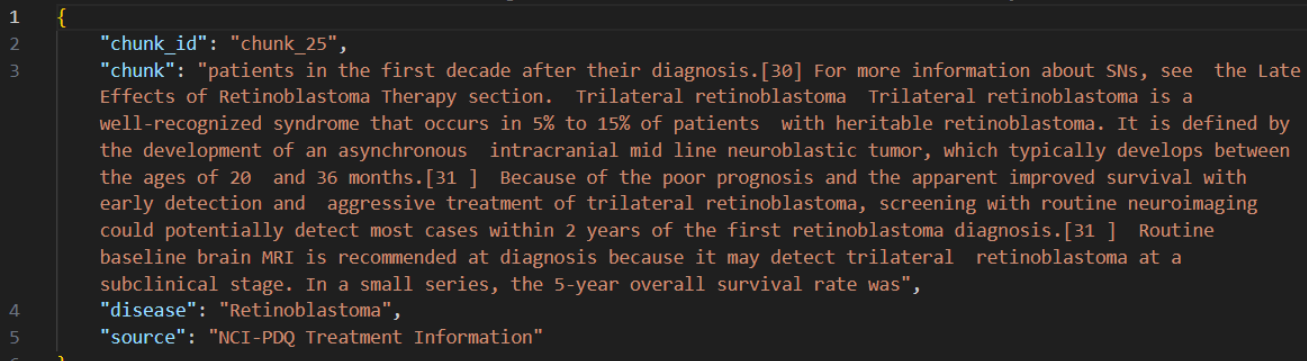 1 {
2 "chunk_id": "chunk_25",
3 "chunk": "patients in the first decade after their diagnosis.[30] For more information about SNs, see  the Late
Effects of Retinoblastoma Therapy section.  Trilateral retinoblastoma  Trilateral retinoblastoma is a
well-recognized syndrome that occurs in 5% to 15% of patients  with heritable retinoblastoma. It is defined by
the development of an asynchronous  intracranial mid line neuroblastic tumor, which typically develops between
the ages of 20  and 36 months.[31 ]  Because of the poor prognosis and the apparent improved survival with
early detection and  aggressive treatment of trilateral retinoblastoma, screening with routine neuroimaging
could potentially detect most cases within 2 years of the first retinoblastoma diagnosis.[31 ]  Routine
baseline brain MRI is recommended at diagnosis because it may detect trilateral  retinoblastoma at a
subclinical stage. In a small series, the 5-year overall survival rate was",
4 "disease": "Retinoblastoma",
5 "source": "NCI-PDQ Treatment Information"